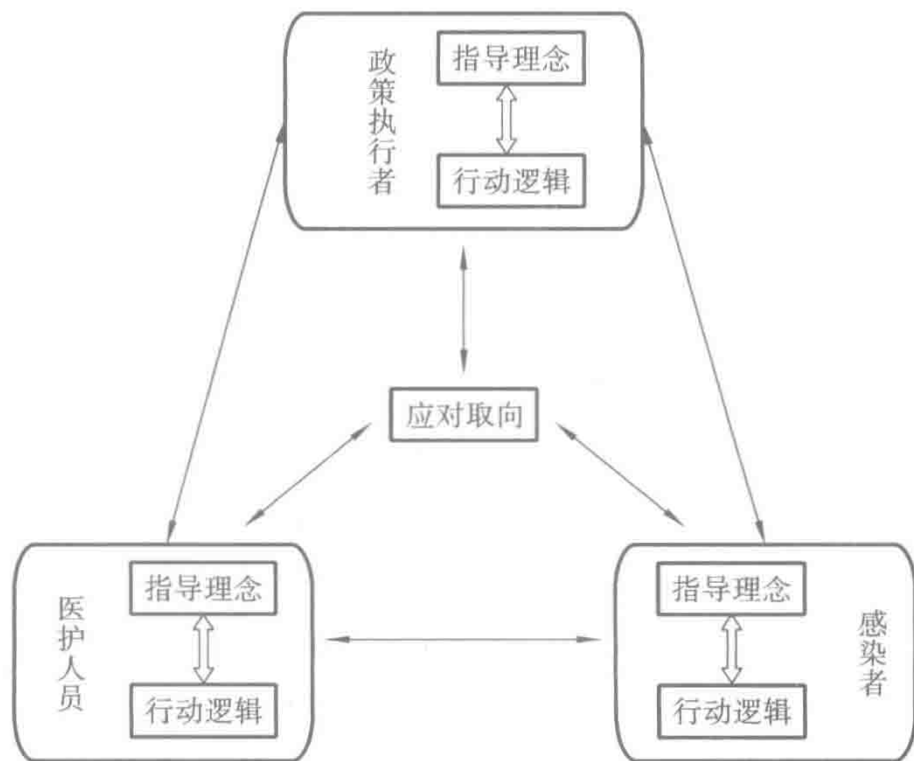 政策执行者
指导理念
行动逻辑
应对取向
医护人员
指导理念
行动逻辑
指导理念
行动逻辑
感染者